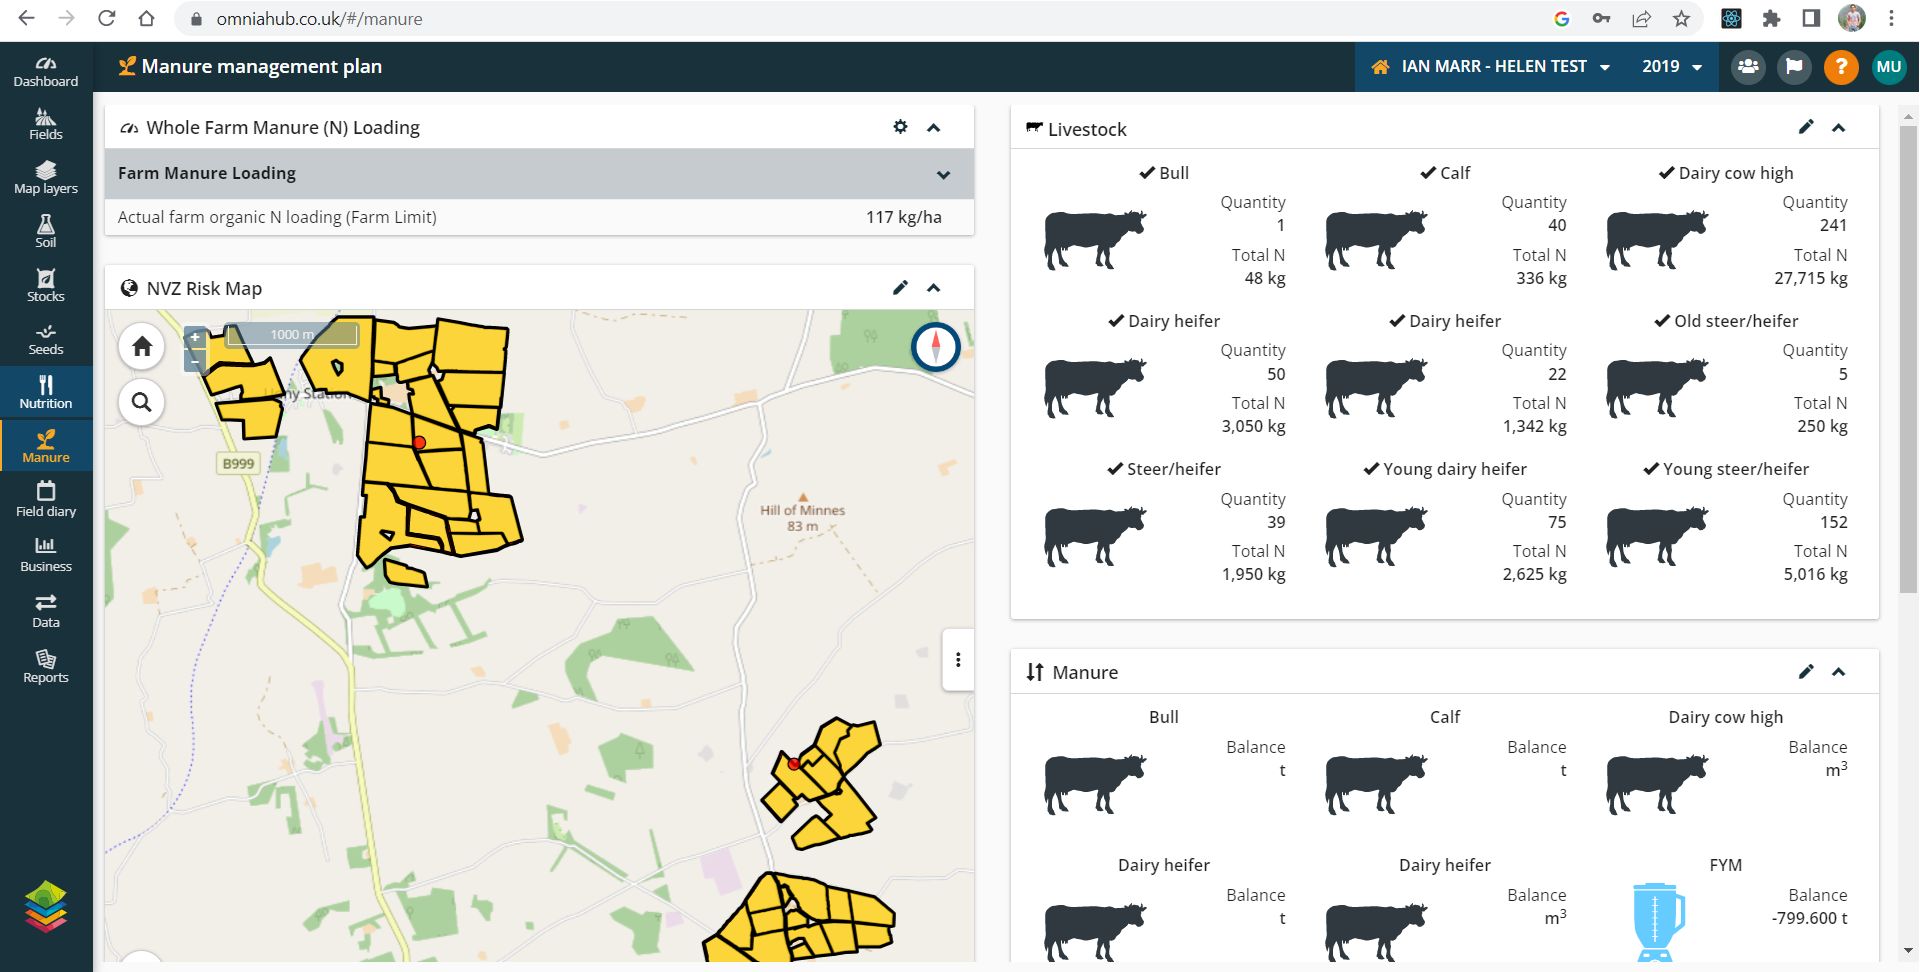 omniahub.co.uk/#/manure
Manure management plan
IAN MARR - HELEN TEST
2019
?
MU
Dashboard
Fields
Map layers
Soil
Stocks
Seeds
Nutrition
Manure
Field diary
Business
Data
Reports
Whole Farm Manure (N) Loading
Farm Manure Loading
Actual farm organic N loading (Farm Limit) 117 kg/ha
NVZ Risk Map
+
-
1000 m
B999
Hill of Minnes
83 m
Livestock
Bull
Quantity
1
Total N
48 kg
Calf
Quantity
40
Total N
336 kg
Dairy cow high
Quantity
241
Total N
27,715 kg
Dairy heifer
Quantity
50
Total N
3,050 kg
Dairy heifer
Quantity
22
Total N
1,342 kg
Old steer/heifer
Quantity
5
Total N
250 kg
Steer/heifer
Quantity
39
Total N
1,950 kg
Young dairy heifer
Quantity
75
Total N
2,625 kg
Young steer/heifer
Quantity
152
Total N
5,016 kg
Manure
Bull
Balance
t
Calf
Balance
t
Dairy cow high
Balance
m³
Dairy heifer
Balance
t
Dairy heifer
Balance
m³
FYM
Balance
-799.600 t